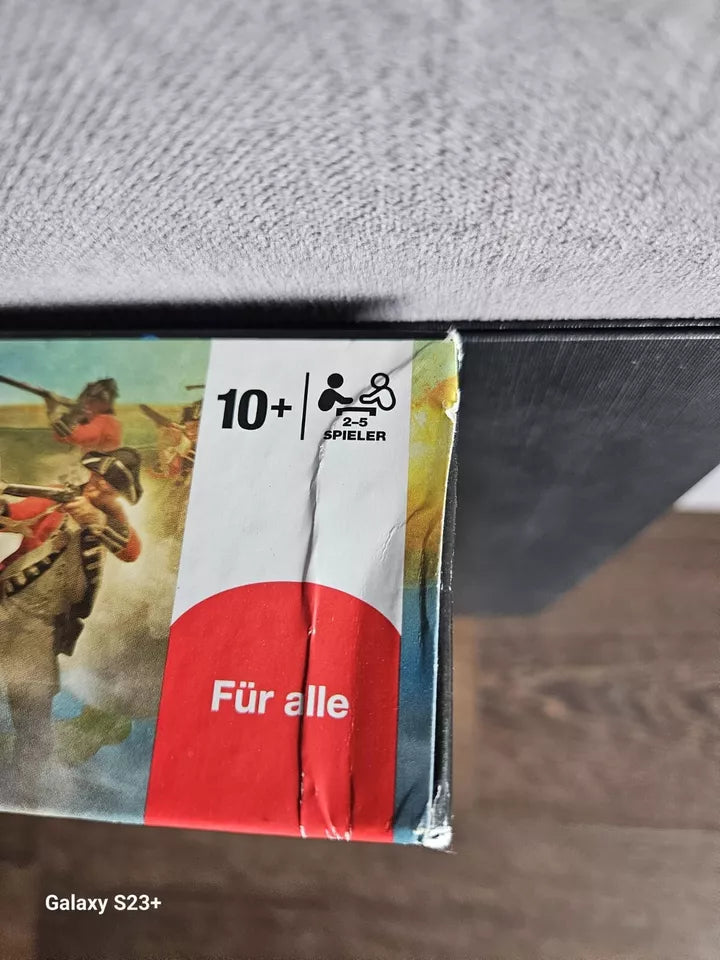 10+
2–5
SPIELER
Für alle
Galaxy S23+